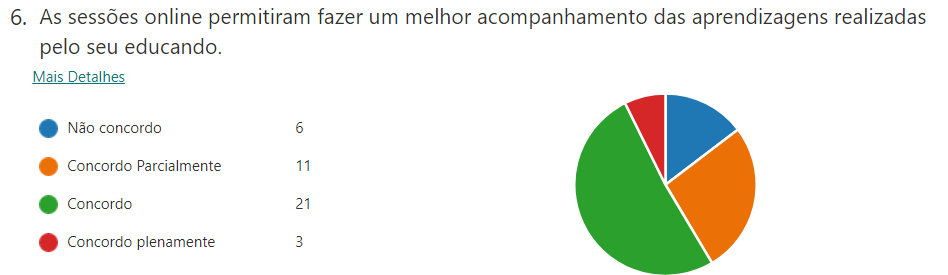 6. As sessões online permitiram fazer um melhor acompanhamento das aprendizagens realizadas
pelo seu educando.
Mais Detalhes
Não concordo 6
Concordo Parcialmente 11
Concordo 21
Concordo plenamente 3